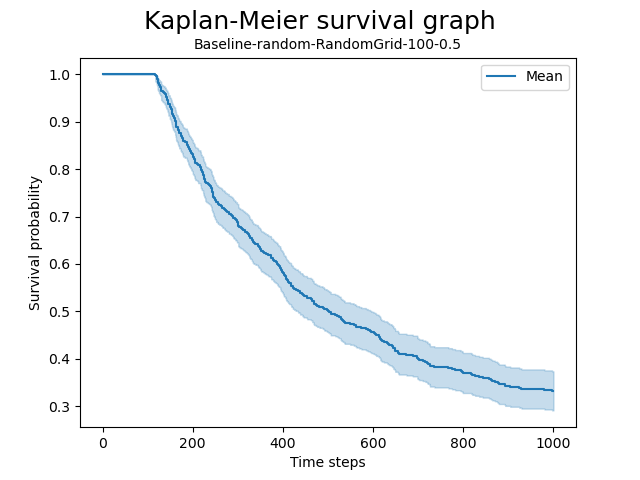 Kaplan-Meier survival graph
Baseline-random-RandomGrid-100-0.5
Mean
1.0
0.9
0.8
0.7
0.6
0.5
0.4
0.3
Survival probability
0 200 400 600 800 1000
Time steps